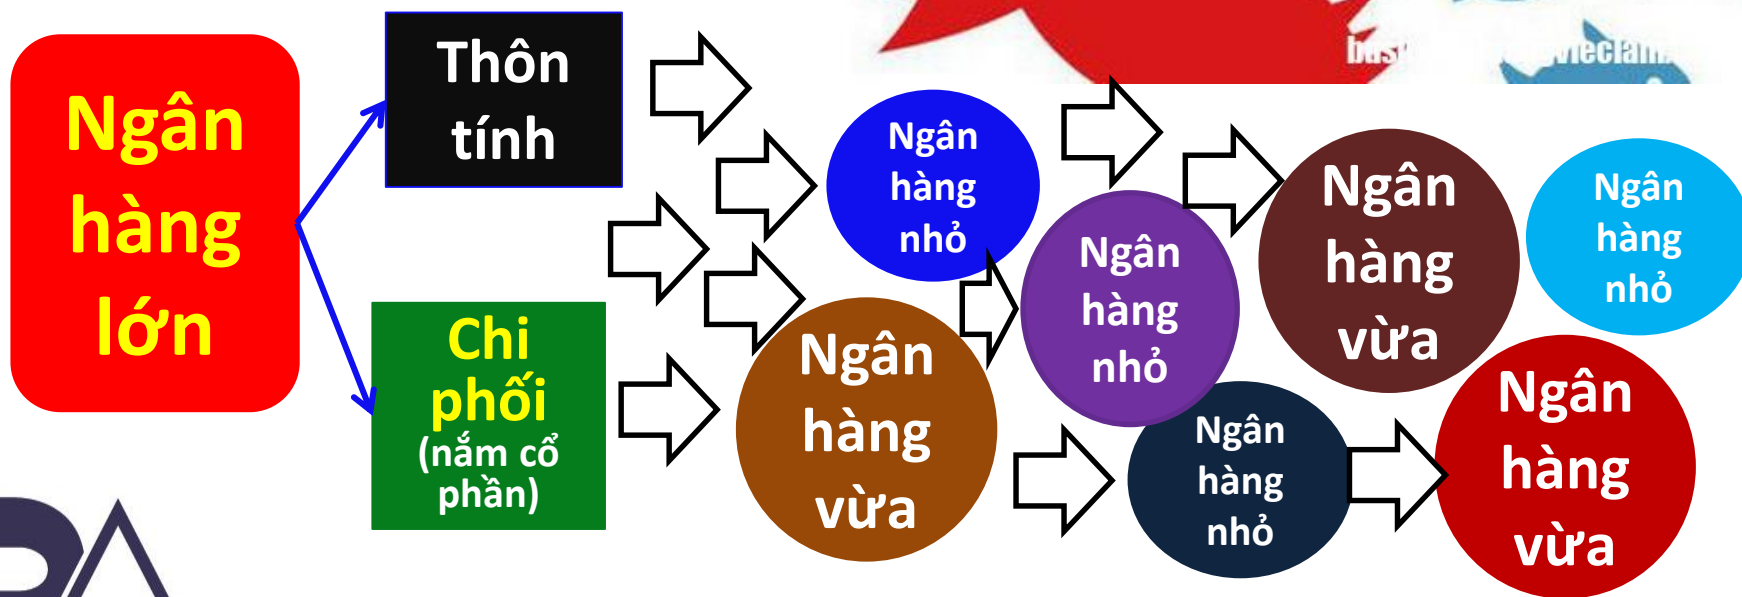 Ngân
hàng
lớn
Thôn
tính
Chi
phối
(nắm cổ
phần)
Ngân
hàng
nhỏ
Ngân
hàng
vừa
Ngân
hàng
nhỏ
Ngân
hàng
nhỏ
Ngân
hàng
vừa
Ngân
hàng
nhỏ
Ngân
hàng
vừa